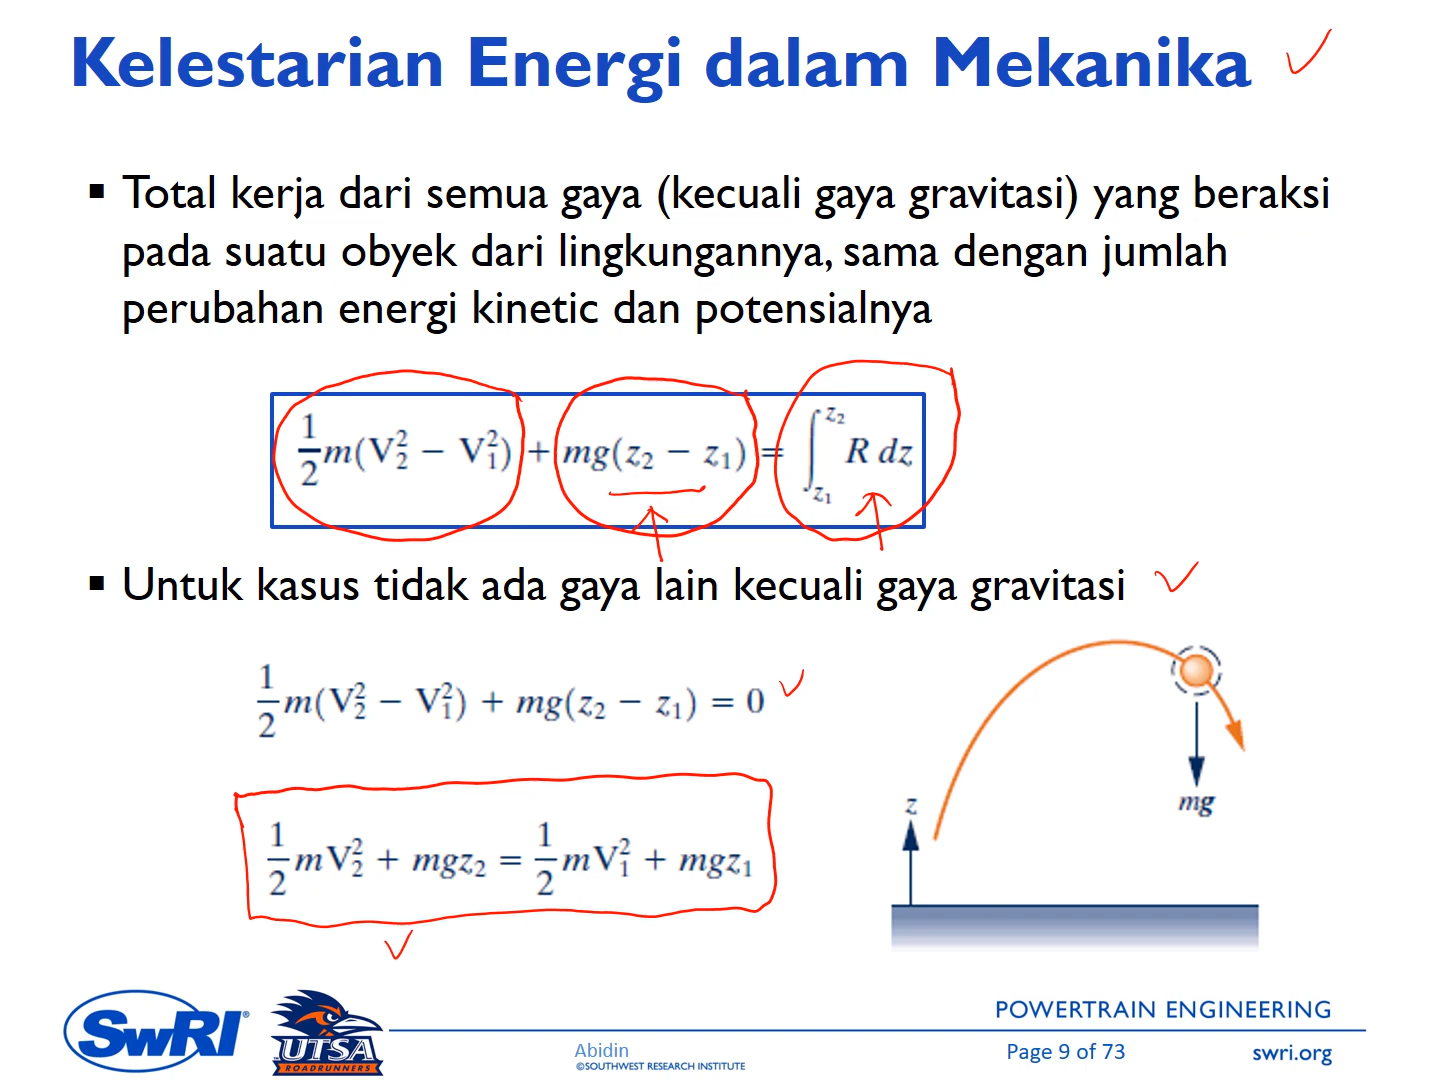 Kelestarian Energi dalam Mekanika
▪ Total kerja dari semua gaya (kecuali gaya gravitasi) yang beraksi
pada suatu obyek dari lingkungannya, sama dengan jumlah
perubahan energi kinetic dan potensialnya
1/2 m(V₂² − V₁²) + mg(z₂ − z₁) = ∫_{z₁}^{z₂} R dz
▪ Untuk kasus tidak ada gaya lain kecuali gaya gravitasi
1/2 m(V₂² − V₁²) + mg(z₂ − z₁) = 0
1/2 mV₂² + mgz₂ = 1/2 mV₁² + mgz₁
z
mg
SwRI®
UTSA
ROADRUNNERS
Abidin
©SOUTHWEST RESEARCH INSTITUTE
POWERTRAIN ENGINEERING
Page 9 of 73
swri.org